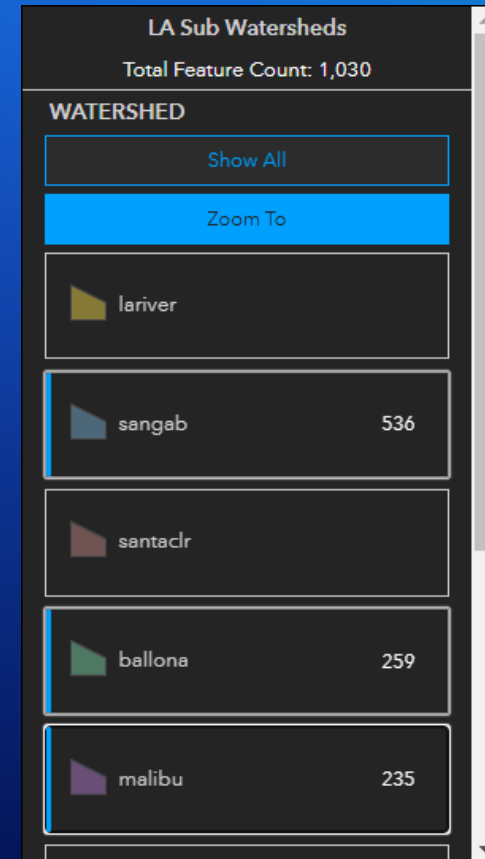 LA Sub Watersheds
Total Feature Count: 1,030
WATERSHED
Show All
Zoom To
lariver
sangab 536
santaclr
ballona 259
malibu 235